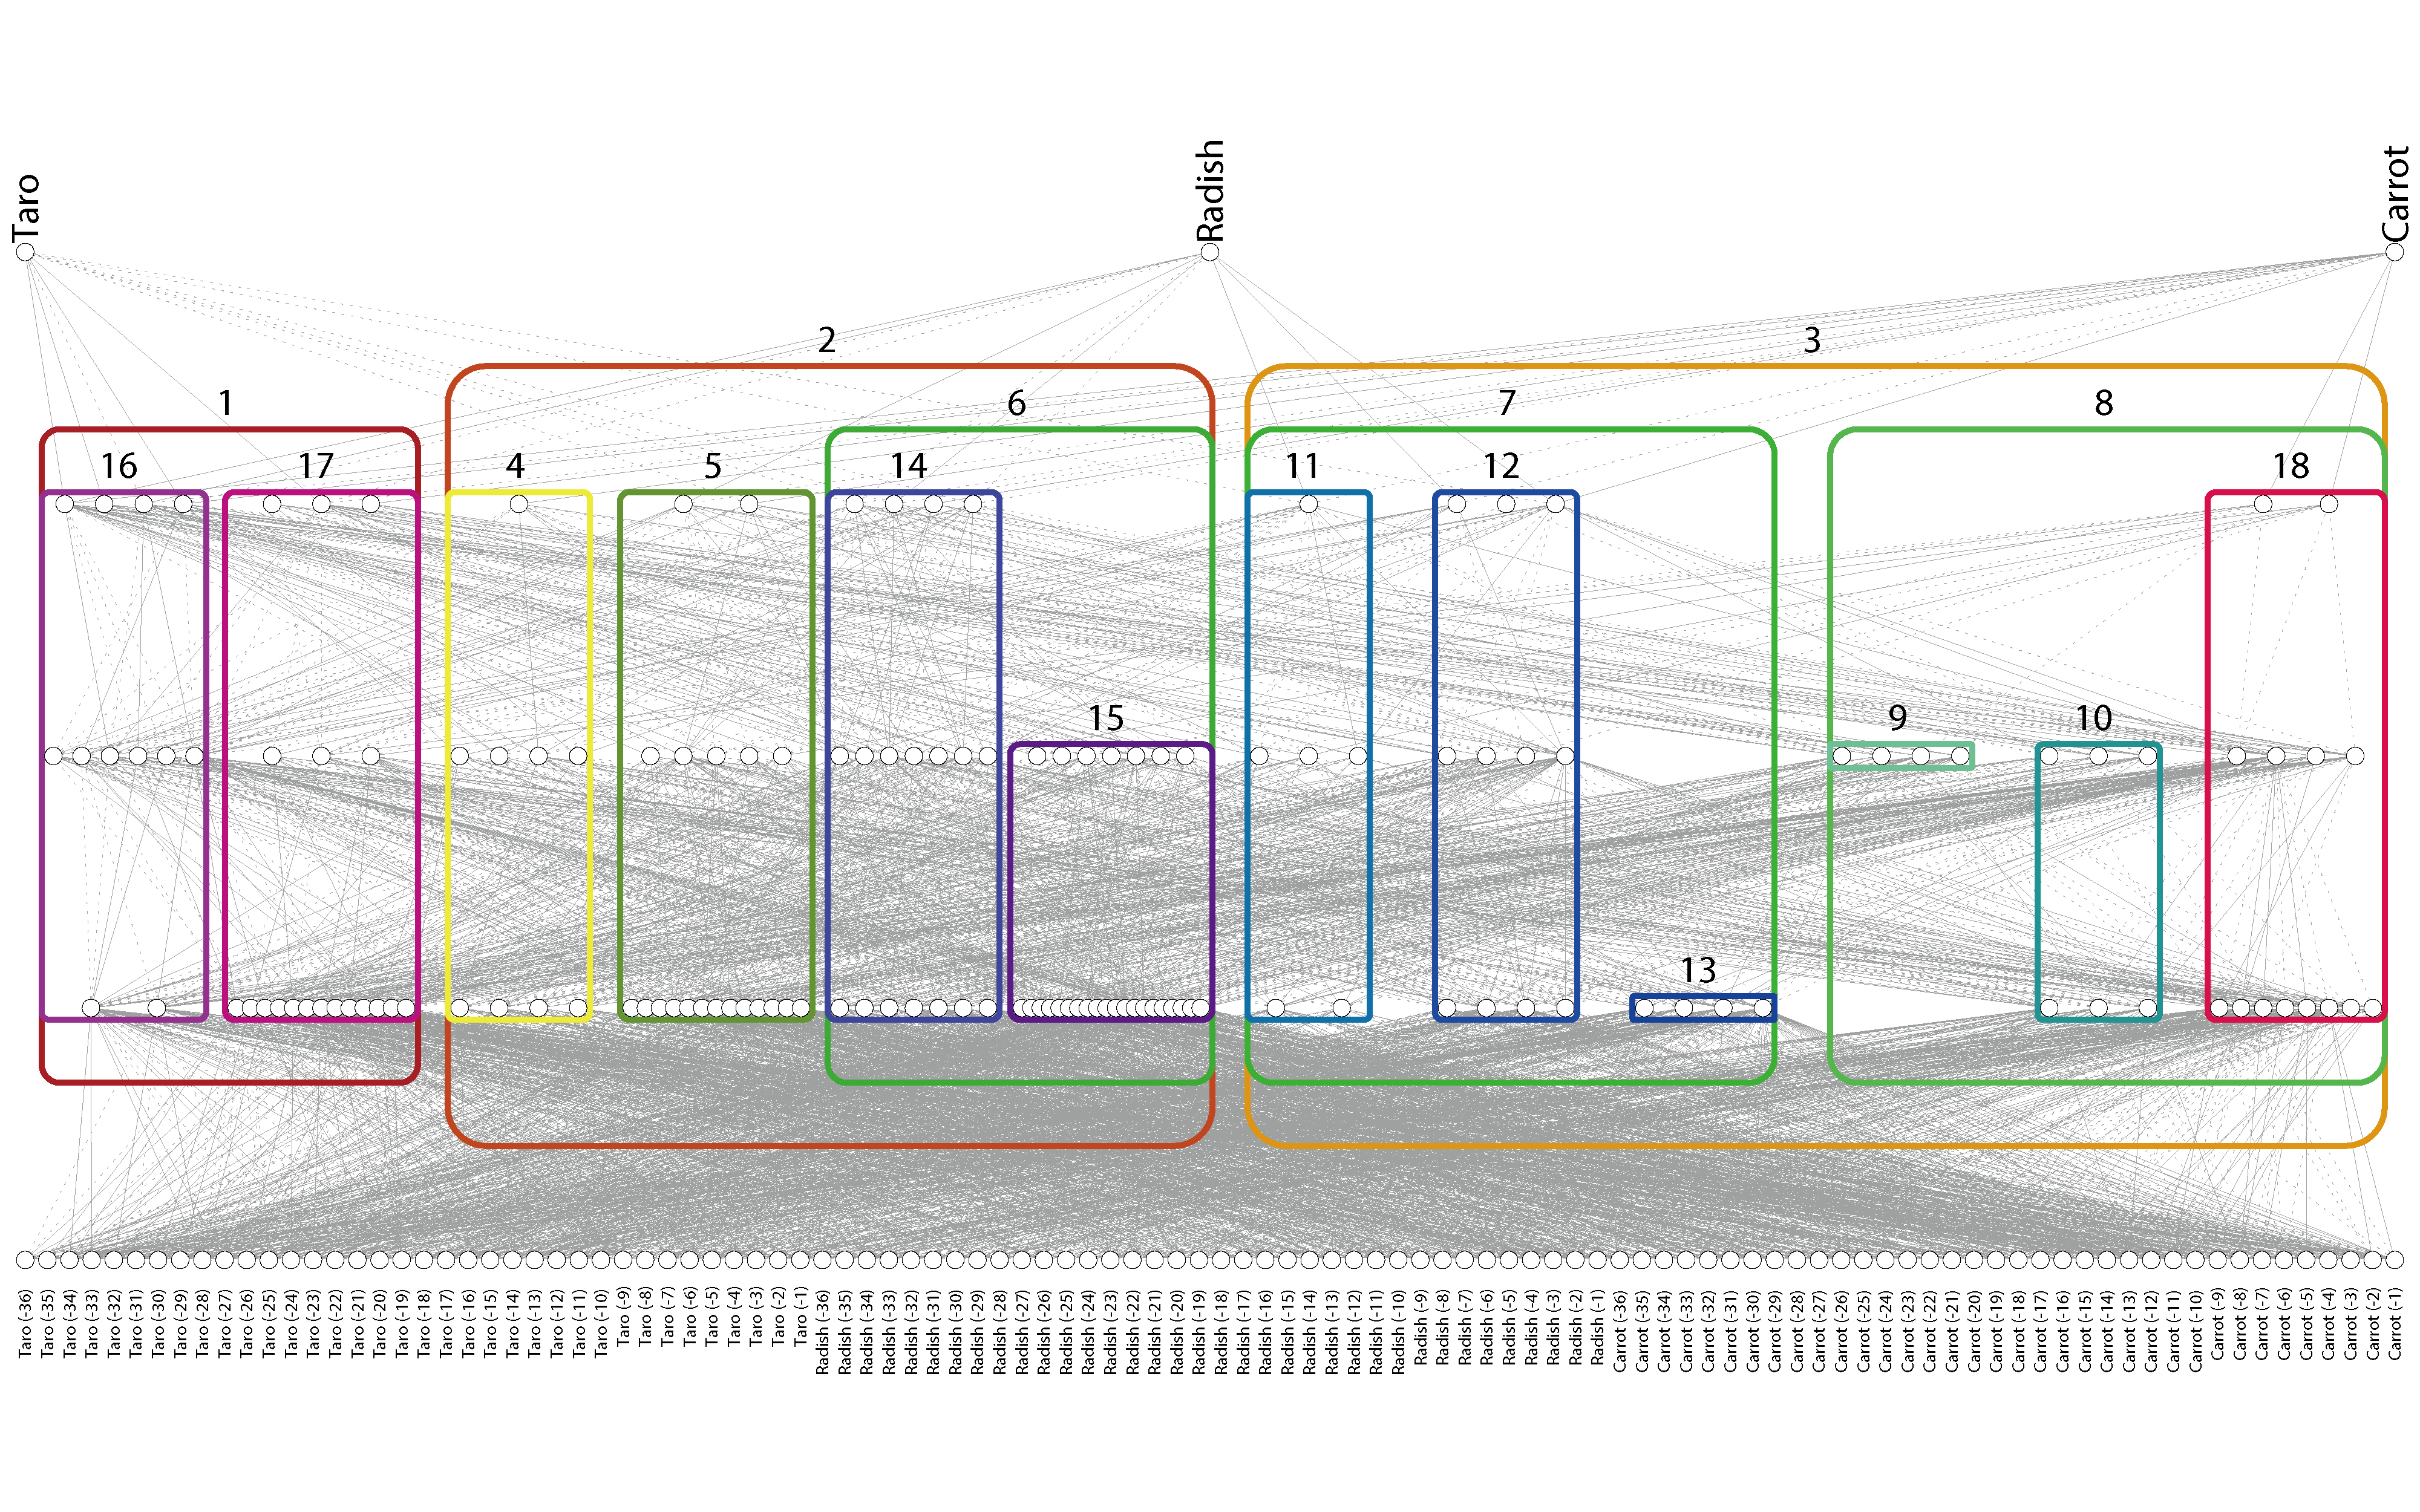 Taro
Radish
Carrot
2
3
1
6
7
8
16
17
4
5
14
11
12
18
15
9
10
13
Taro (-36)
Taro (-35)
Taro (-34)
Taro (-33)
Taro (-32)
Taro (-31)
Taro (-30)
Taro (-29)
Taro (-28)
Taro (-27)
Taro (-26)
Taro (-25)
Taro (-24)
Taro (-23)
Taro (-22)
Taro (-21)
Taro (-20)
Taro (-19)
Taro (-18)
Taro (-17)
Taro (-16)
Taro (-15)
Taro (-14)
Taro (-13)
Taro (-12)
Taro (-11)
Taro (-10)
Taro (-9)
Taro (-8)
Taro (-7)
Taro (-6)
Taro (-5)
Taro (-4)
Taro (-3)
Taro (-2)
Taro (-1)
Radish (-36)
Radish (-35)
Radish (-34)
Radish (-33)
Radish (-32)
Radish (-31)
Radish (-30)
Radish (-29)
Radish (-28)
Radish (-27)
Radish (-26)
Radish (-25)
Radish (-24)
Radish (-23)
Radish (-22)
Radish (-21)
Radish (-20)
Radish (-19)
Radish (-18)
Radish (-17)
Radish (-16)
Radish (-15)
Radish (-14)
Radish (-13)
Radish (-12)
Radish (-11)
Radish (-10)
Radish (-9)
Radish (-8)
Radish (-7)
Radish (-6)
Radish (-5)
Radish (-4)
Radish (-3)
Radish (-2)
Radish (-1)
Carrot (-36)
Carrot (-35)
Carrot (-34)
Carrot (-33)
Carrot (-32)
Carrot (-31)
Carrot (-30)
Carrot (-29)
Carrot (-28)
Carrot (-27)
Carrot (-26)
Carrot (-25)
Carrot (-24)
Carrot (-23)
Carrot (-22)
Carrot (-21)
Carrot (-20)
Carrot (-19)
Carrot (-18)
Carrot (-17)
Carrot (-16)
Carrot (-15)
Carrot (-14)
Carrot (-13)
Carrot (-12)
Carrot (-11)
Carrot (-10)
Carrot (-9)
Carrot (-8)
Carrot (-7)
Carrot (-6)
Carrot (-5)
Carrot (-4)
Carrot (-3)
Carrot (-2)
Carrot (-1)